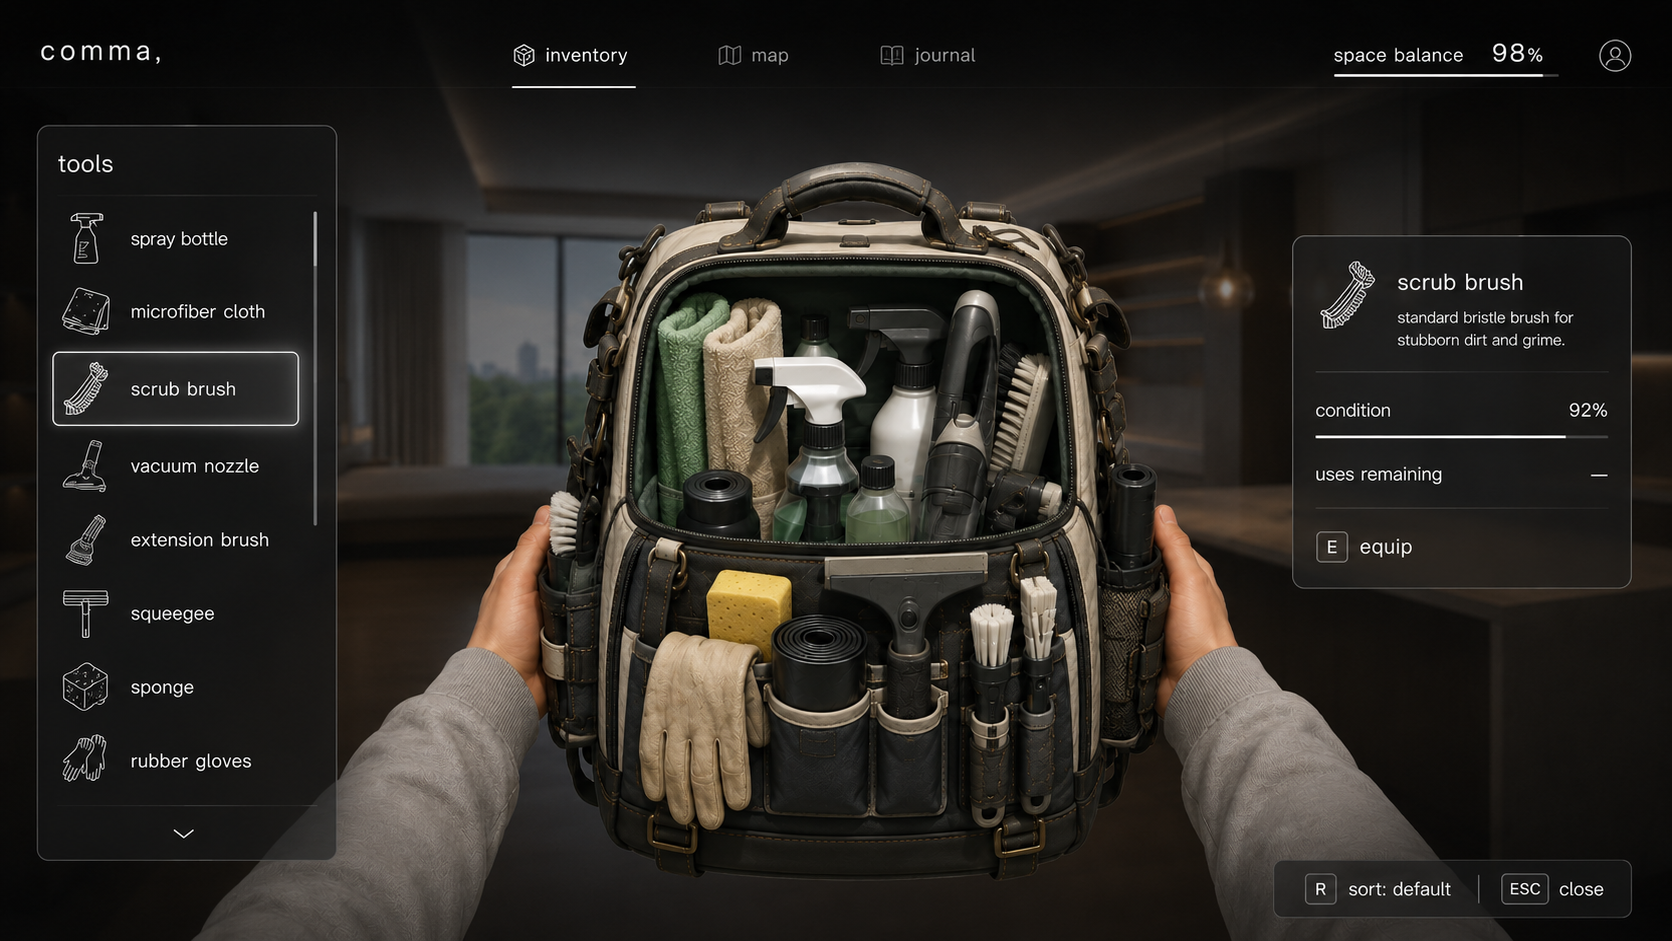 comma,
inventory
map
journal
space balance 98%
tools
spray bottle
microfiber cloth
scrub brush
vacuum nozzle
extension brush
squeegee
sponge
rubber gloves
scrub brush
standard bristle brush for
stubborn dirt and grime.
condition 92%
uses remaining —
E equip
R sort: default
ESC close